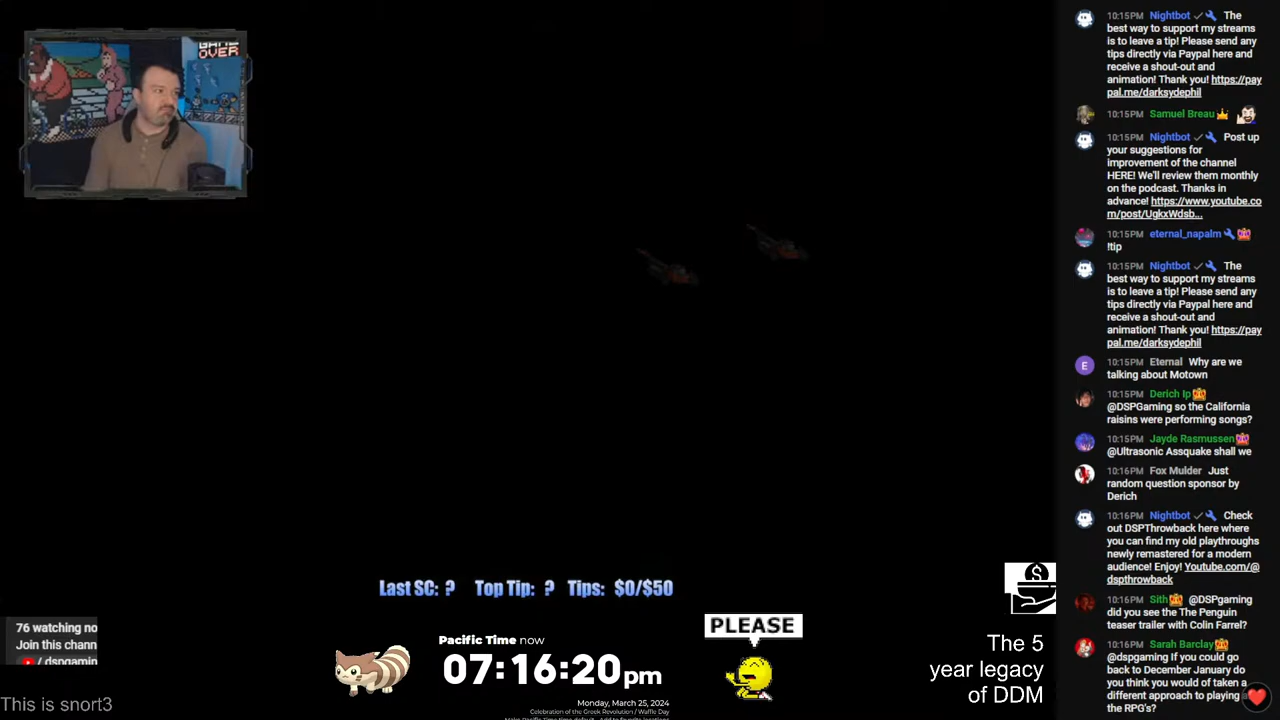 GAME
OVER
Last SC: ? Top Tip: ? Tips: $0/$50
76 watching no
Join this chann
/ dspgamin
This is snort3
Pacific Time now
07:16:20pm
Monday, March 25, 2024
Celebration of the Greek Revolution / Waffle Day
PLEASE
The 5
year legacy
of DDM
10:15PM Nightbot The
best way to support my streams
is to leave a tip! Please send any
tips directly via Paypal here and
receive a shout-out and
animation! Thank you! https://pay
pal.me/darksydephil
10:15PM Samuel Breau
10:15PM Nightbot Post up
your suggestions for
improvement of the channel
HERE! We'll review them monthly
on the podcast. Thanks in
advance! https://www.youtube.co
m/post/UgkxWdsb...
10:15PM eternal_napalm
!tip
10:15PM Nightbot The
best way to support my streams
is to leave a tip! Please send any
tips directly via Paypal here and
receive a shout-out and
animation! Thank you! https://pay
pal.me/darksydephil
E
10:15PM Eternal Why are we
talking about Motown
10:15PM Derich Ip
@DSPGaming so the California
raisins were performing songs?
10:15PM Jayde Rasmussen
@Ultrasonic Assquake shall we
10:16PM Fox Mulder Just
random question sponsor by
Derich
10:16PM Nightbot Check
out DSPThrowback here where
you can find my old playthroughs
newly remastered for a modern
audience! Enjoy! Youtube.com/@
dspthrowback
10:16PM Sith @DSPgaming
did you see the The Penguin
teaser trailer with Colin Farrel?
10:16PM Sarah Barclay
@dspgaming If you could go
back to December January do
you think you would of taken a
different approach to playing
the RPG's?